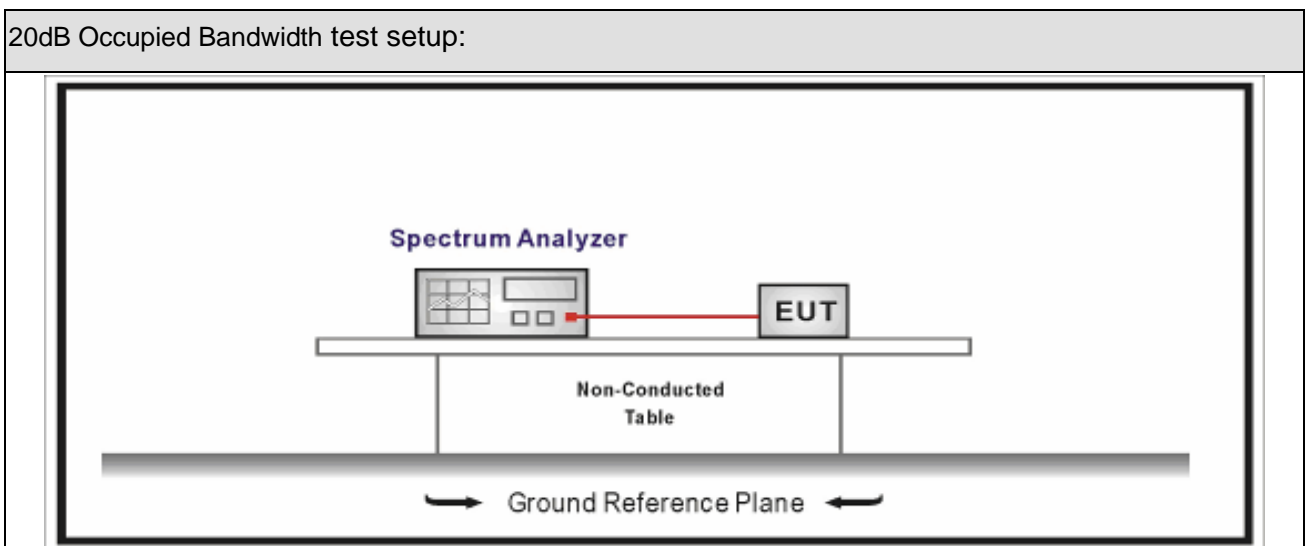 20dB Occupied Bandwidth test setup:
Spectrum Analyzer
EUT
Non-Conducted
Table
Ground Reference Plane